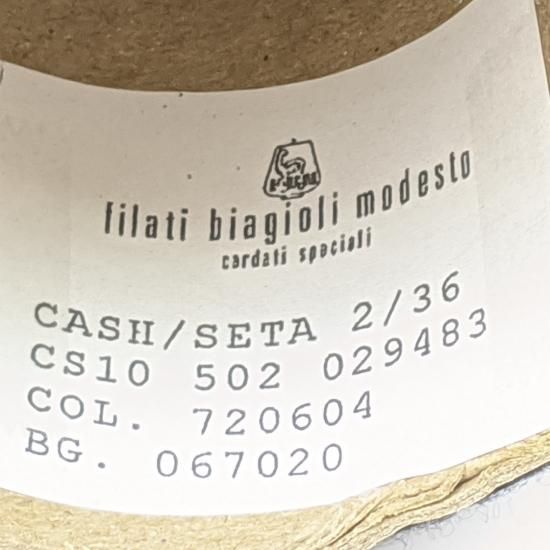 filati biagioli modesto
cardati speciali
CASH/SETA 2/36
CS10 502 029483
COL. 720604
BG. 067020